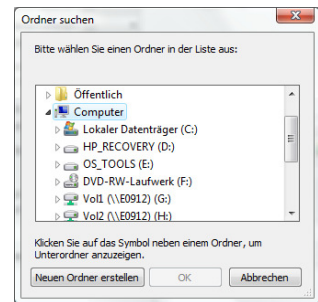 Ordner suchen
Bitte wählen Sie einen Ordner in der Liste aus:
Öffentlich
Computer
Lokaler Datenträger (C:)
HP_RECOVERY (D:)
OS_TOOLS (E:)
DVD-RW-Laufwerk (F:)
Vol1 (\\E0912) (G:)
Vol2 (\\E0912) (H:)
Klicken Sie auf das Symbol neben einem Ordner, um
Unterordner anzuzeigen.
Neuen Ordner erstellen OK Abbrechen